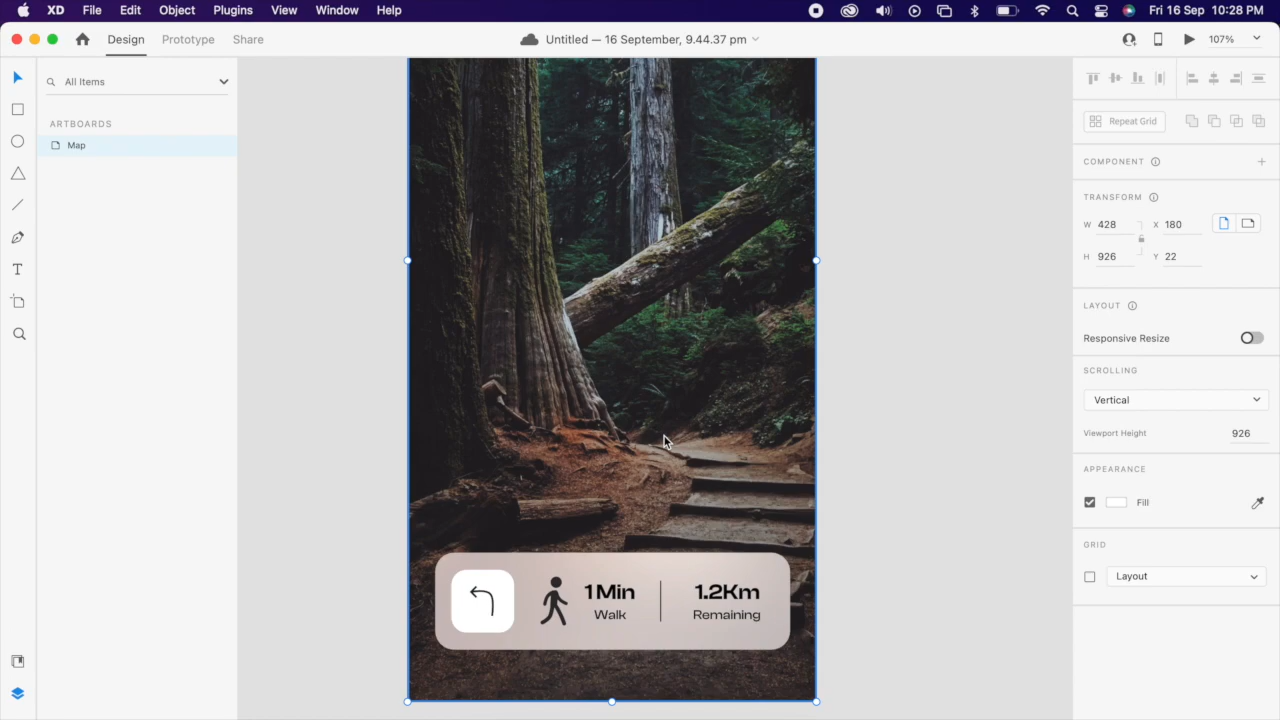 XD File Edit Object Plugins View Window Help Fri 16 Sep 10:28 PM
Design Prototype Share Untitled — 16 September, 9.44.37 pm 107%
All Items
ARTBOARDS
Map
1 Min
Walk
1.2Km
Remaining
Repeat Grid
COMPONENT
TRANSFORM
W 428 X 180
H 926 Y 22
LAYOUT
Responsive Resize
SCROLLING
Vertical
Viewport Height 926
APPEARANCE
Fill
GRID
Layout